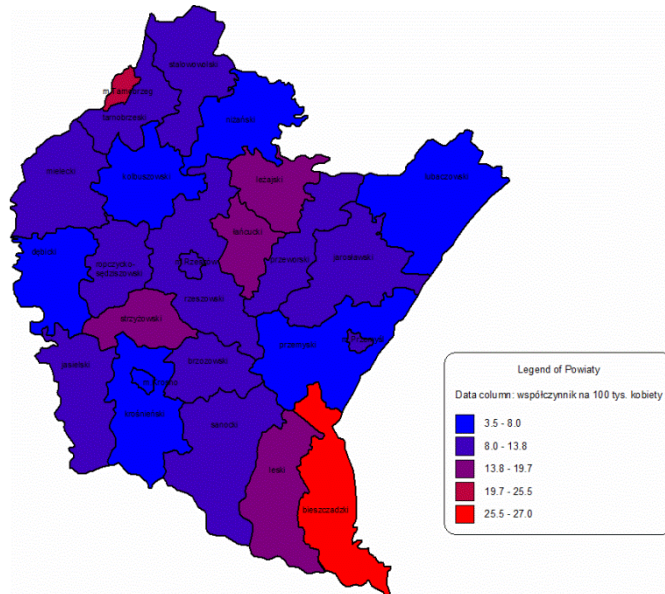 stalowowolski
m.Tarnobrzeg
tarnobrzeski
niżański
mielecki
kolbuszowski
leżajski
lubaczowski
łańcucki
dębicki
ropczycko-
sędziszowski
m.Rzeszów
przeworski
jarosławski
rzeszowski
strzyżowski
przemyski
m.Przemyśl
jasielski
brzozowski
m.Krosno
krośnieński
sanocki
leski
bieszczadzki
Legend of Powiaty
Data column: współczynnik na 100 tys. kobiety
3.5 - 8.0
8.0 - 13.8
13.8 - 19.7
19.7 - 25.5
25.5 - 27.0